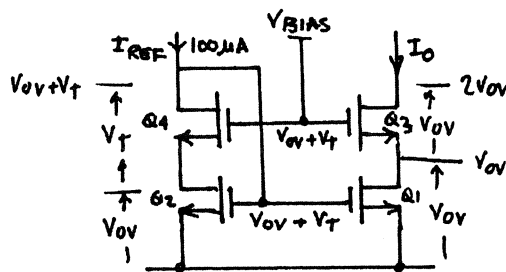 VBIAS
IREF 100µA
IO
VOV+VT
2VOV
VT
Q4
VOV+VT
Q3
VOV
VOV
Q2
VOV + VT
Q1
VOV
VOV